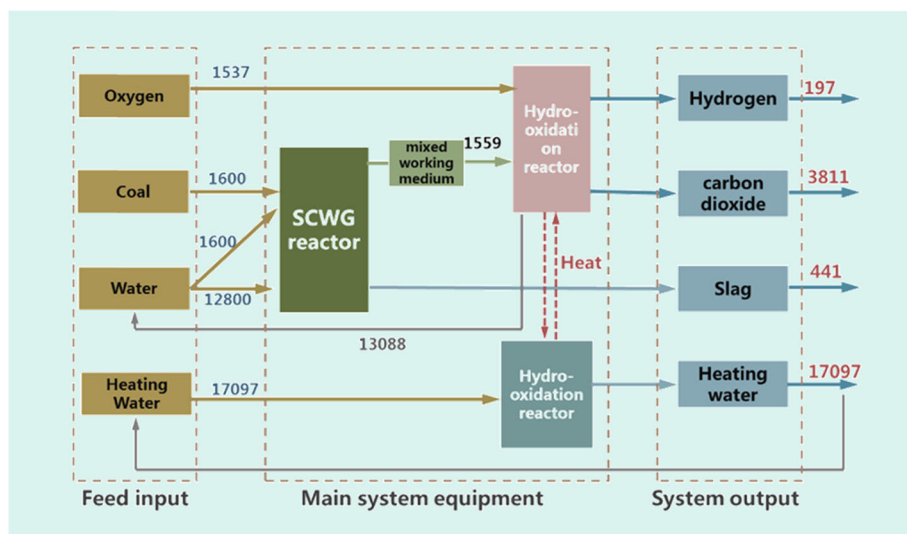 Oxygen
1537
Hydro-
oxidati
on
reactor
Hydrogen
197
mixed
working
medium
1559
Coal
1600
SCWG
reactor
carbon
dioxide
3811
1600
Heat
Water
12800
Slag
441
13088
Heating
Water
17097
Hydro-
oxidation
reactor
Heating
water
17097
Feed input
Main system equipment
System output